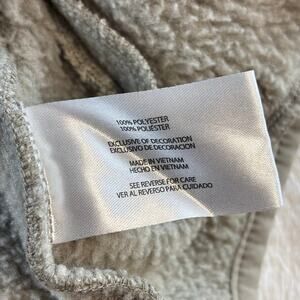 100% POLYESTER
100% POLIÉSTER
EXCLUSIVE OF DECORATION
EXCLUSIVO DE DECORACION
MADE IN VIETNAM
HECHO EN VIETNAM
SEE REVERSE FOR CARE
VER AL REVERSO PARA CUIDADO